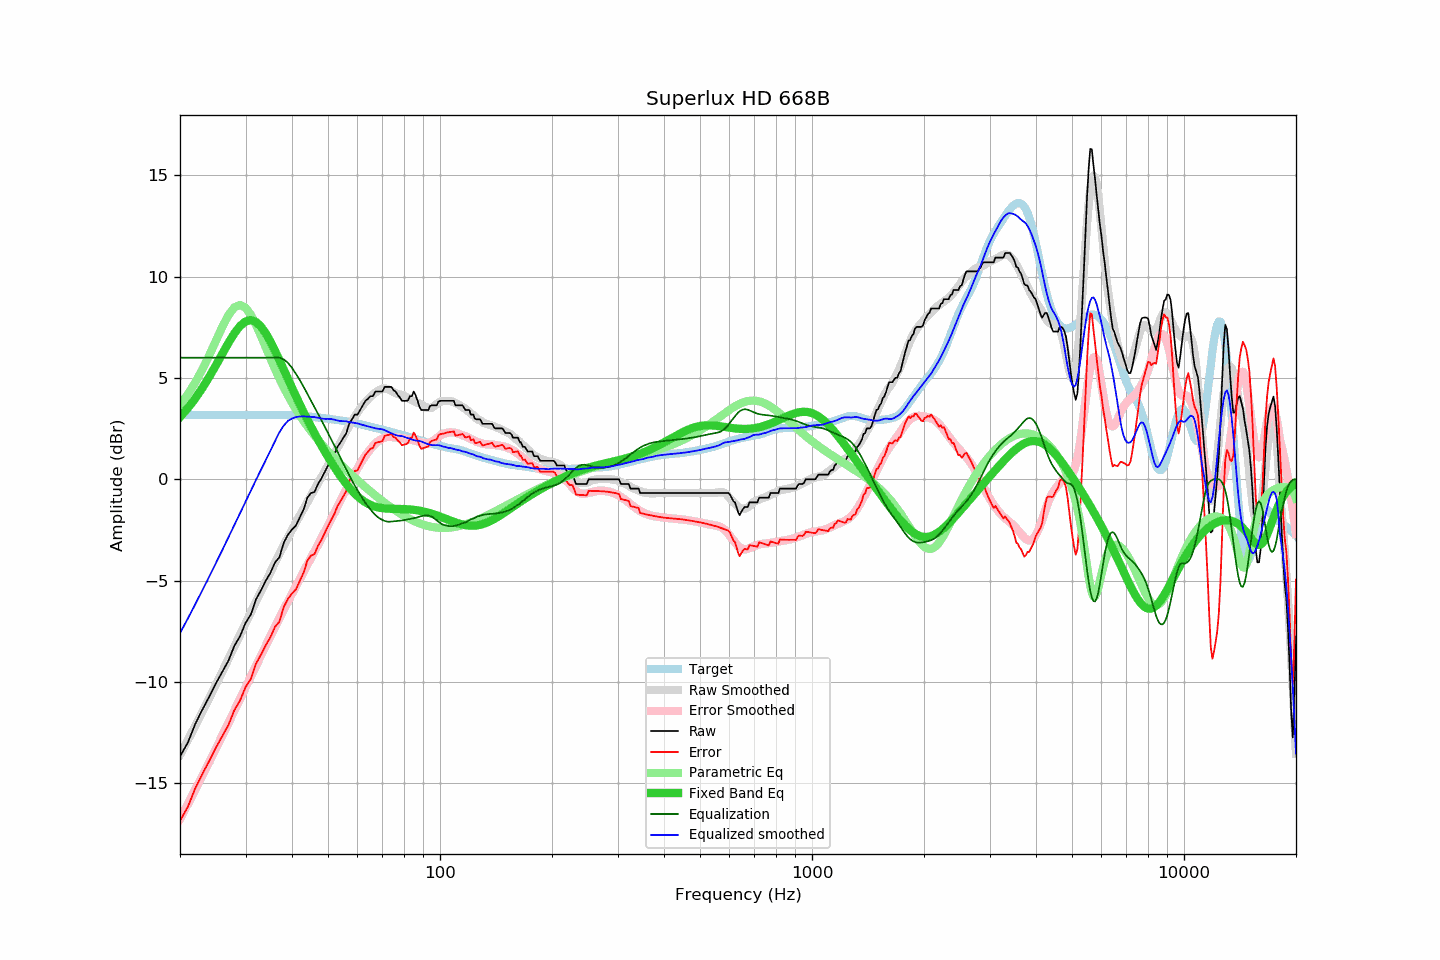 Superlux HD 668B
Amplitude (dBr)
15
10
5
0
−5
−10
−15
Target
Raw Smoothed
Error Smoothed
Raw
Error
Parametric Eq
Fixed Band Eq
Equalization
Equalized smoothed
100
1000
10000
Frequency (Hz)